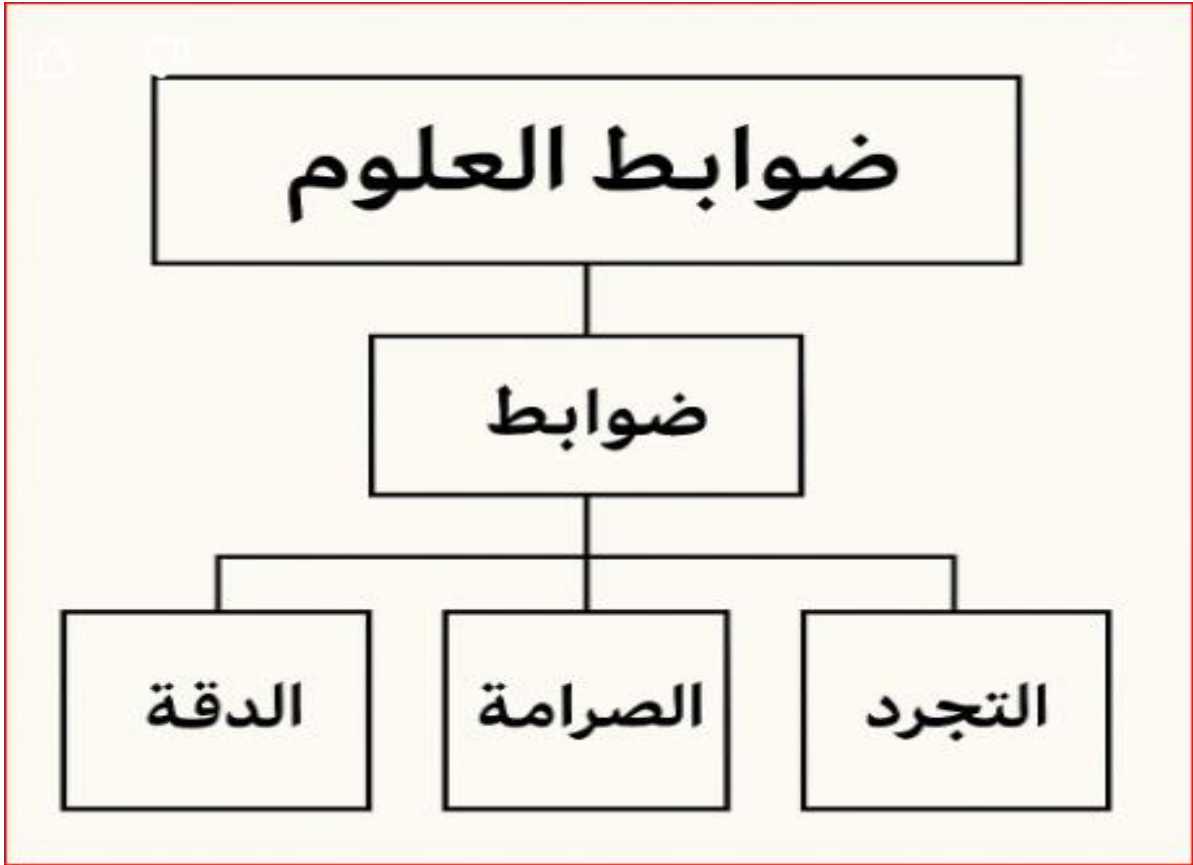 ضوابط العلوم
ضوابط
التجرد
الصرامة
الدقة